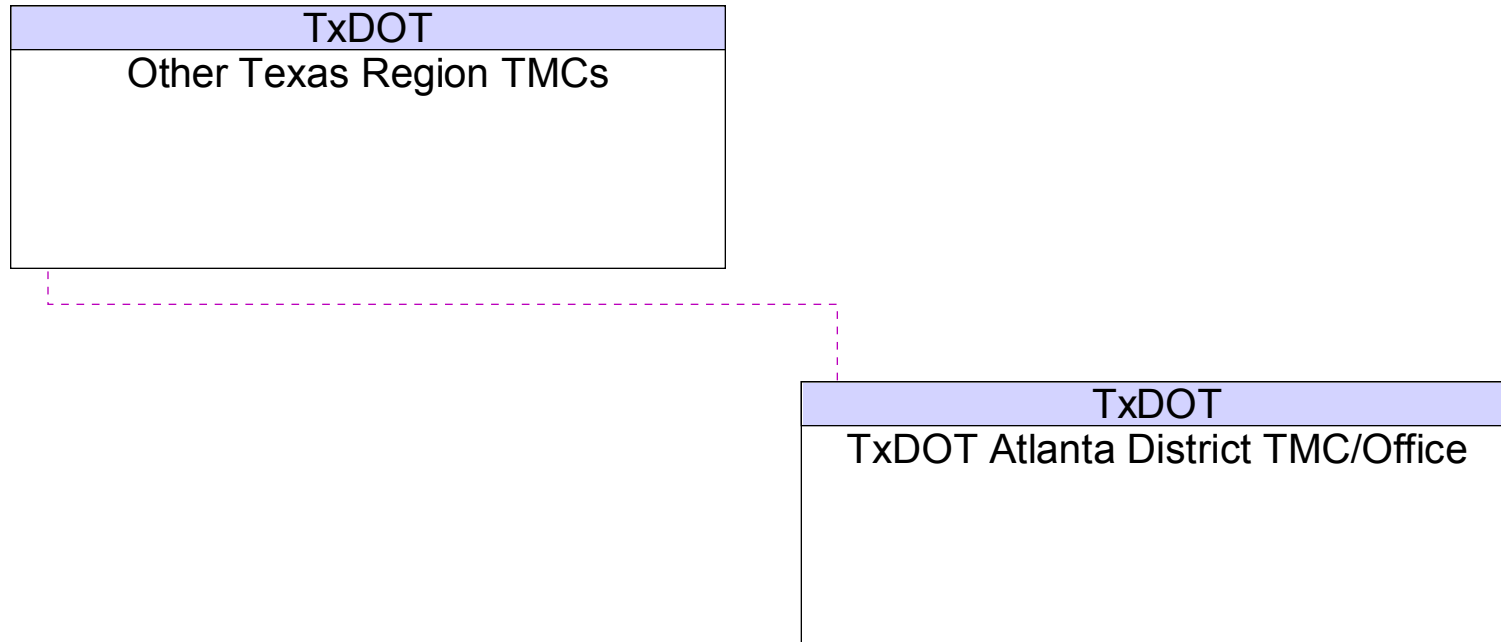 TxDOT
Other Texas Region TMCs
TxDOT
TxDOT Atlanta District TMC/Office